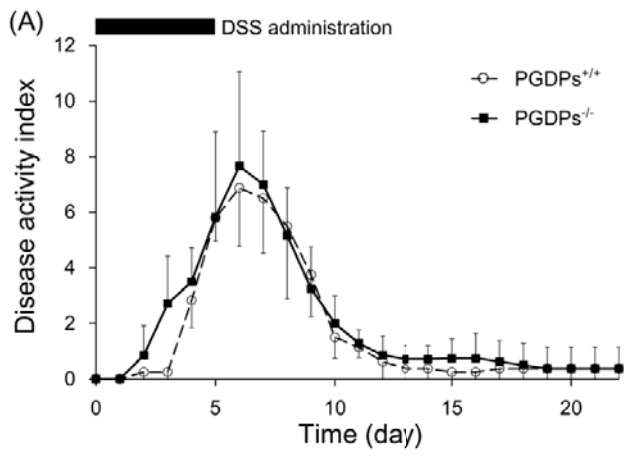 (A)
DSS administration
12
10
8
6
4
2
0
PGDPs+/+
PGDPs-/-
Disease activity index
0 5 10 15 20
Time (day)